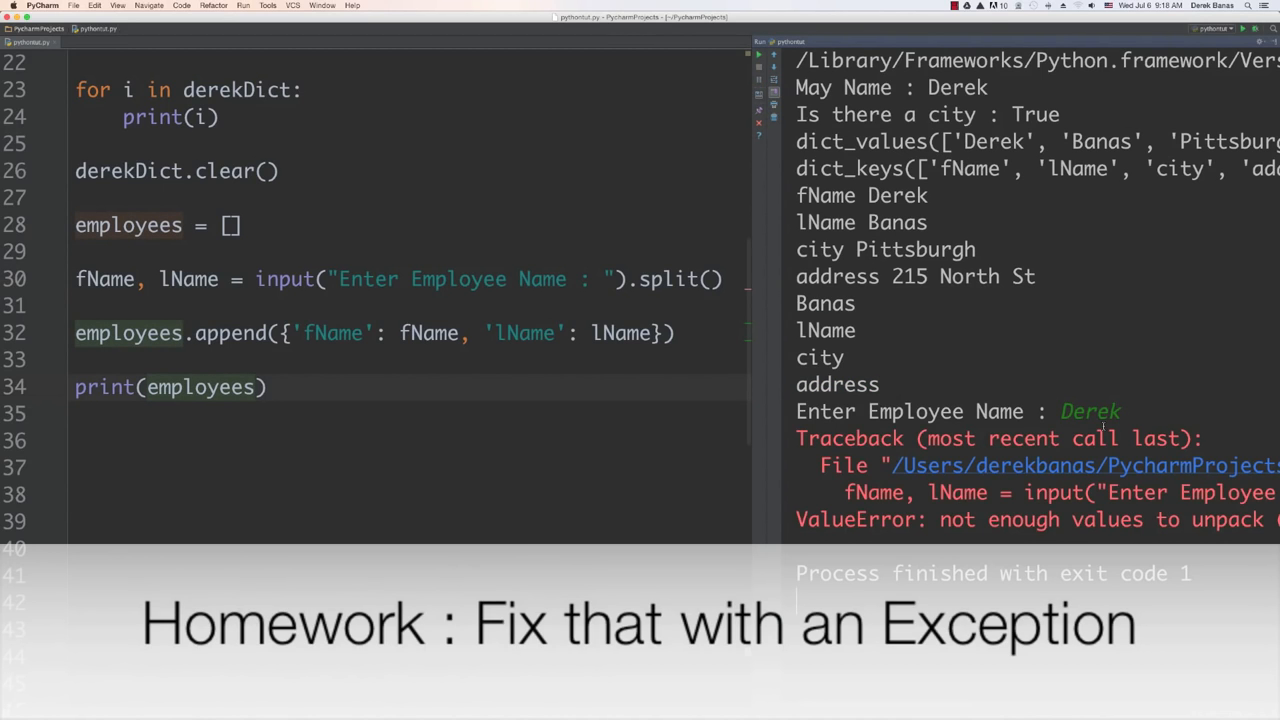 PyCharm File Edit View Navigate Code Refactor Run Tools VCS Window Help
10 Wed Jul 6 9:18 AM Derek Banas
pythontut.py - PycharmProjects - [~/PycharmProjects]
PycharmProjects pythontut.py
pythontut
pythontut.py
Run pythontut
22
23 for i in derekDict:
24 print(i)
25
26 derekDict.clear()
27
28 employees = []
29
30 fName, lName = input("Enter Employee Name : ").split()
31
32 employees.append({'fName': fName, 'lName': lName})
33
34 print(employees)
35
36
37
38
39
40
41
42
43
44
/Library/Frameworks/Python.framework/Vers
May Name : Derek
Is there a city : True
dict_values(['Derek', 'Banas', 'Pittsburg
dict_keys(['fName', 'lName', 'city', 'add
fName Derek
lName Banas
city Pittsburgh
address 215 North St
Banas
lName
city
address
Enter Employee Name : Derek
Traceback (most recent call last):
File "/Users/derekbanas/PycharmProjects
fName, lName = input("Enter Employee
ValueError: not enough values to unpack (
Process finished with exit code 1
Homework : Fix that with an Exception